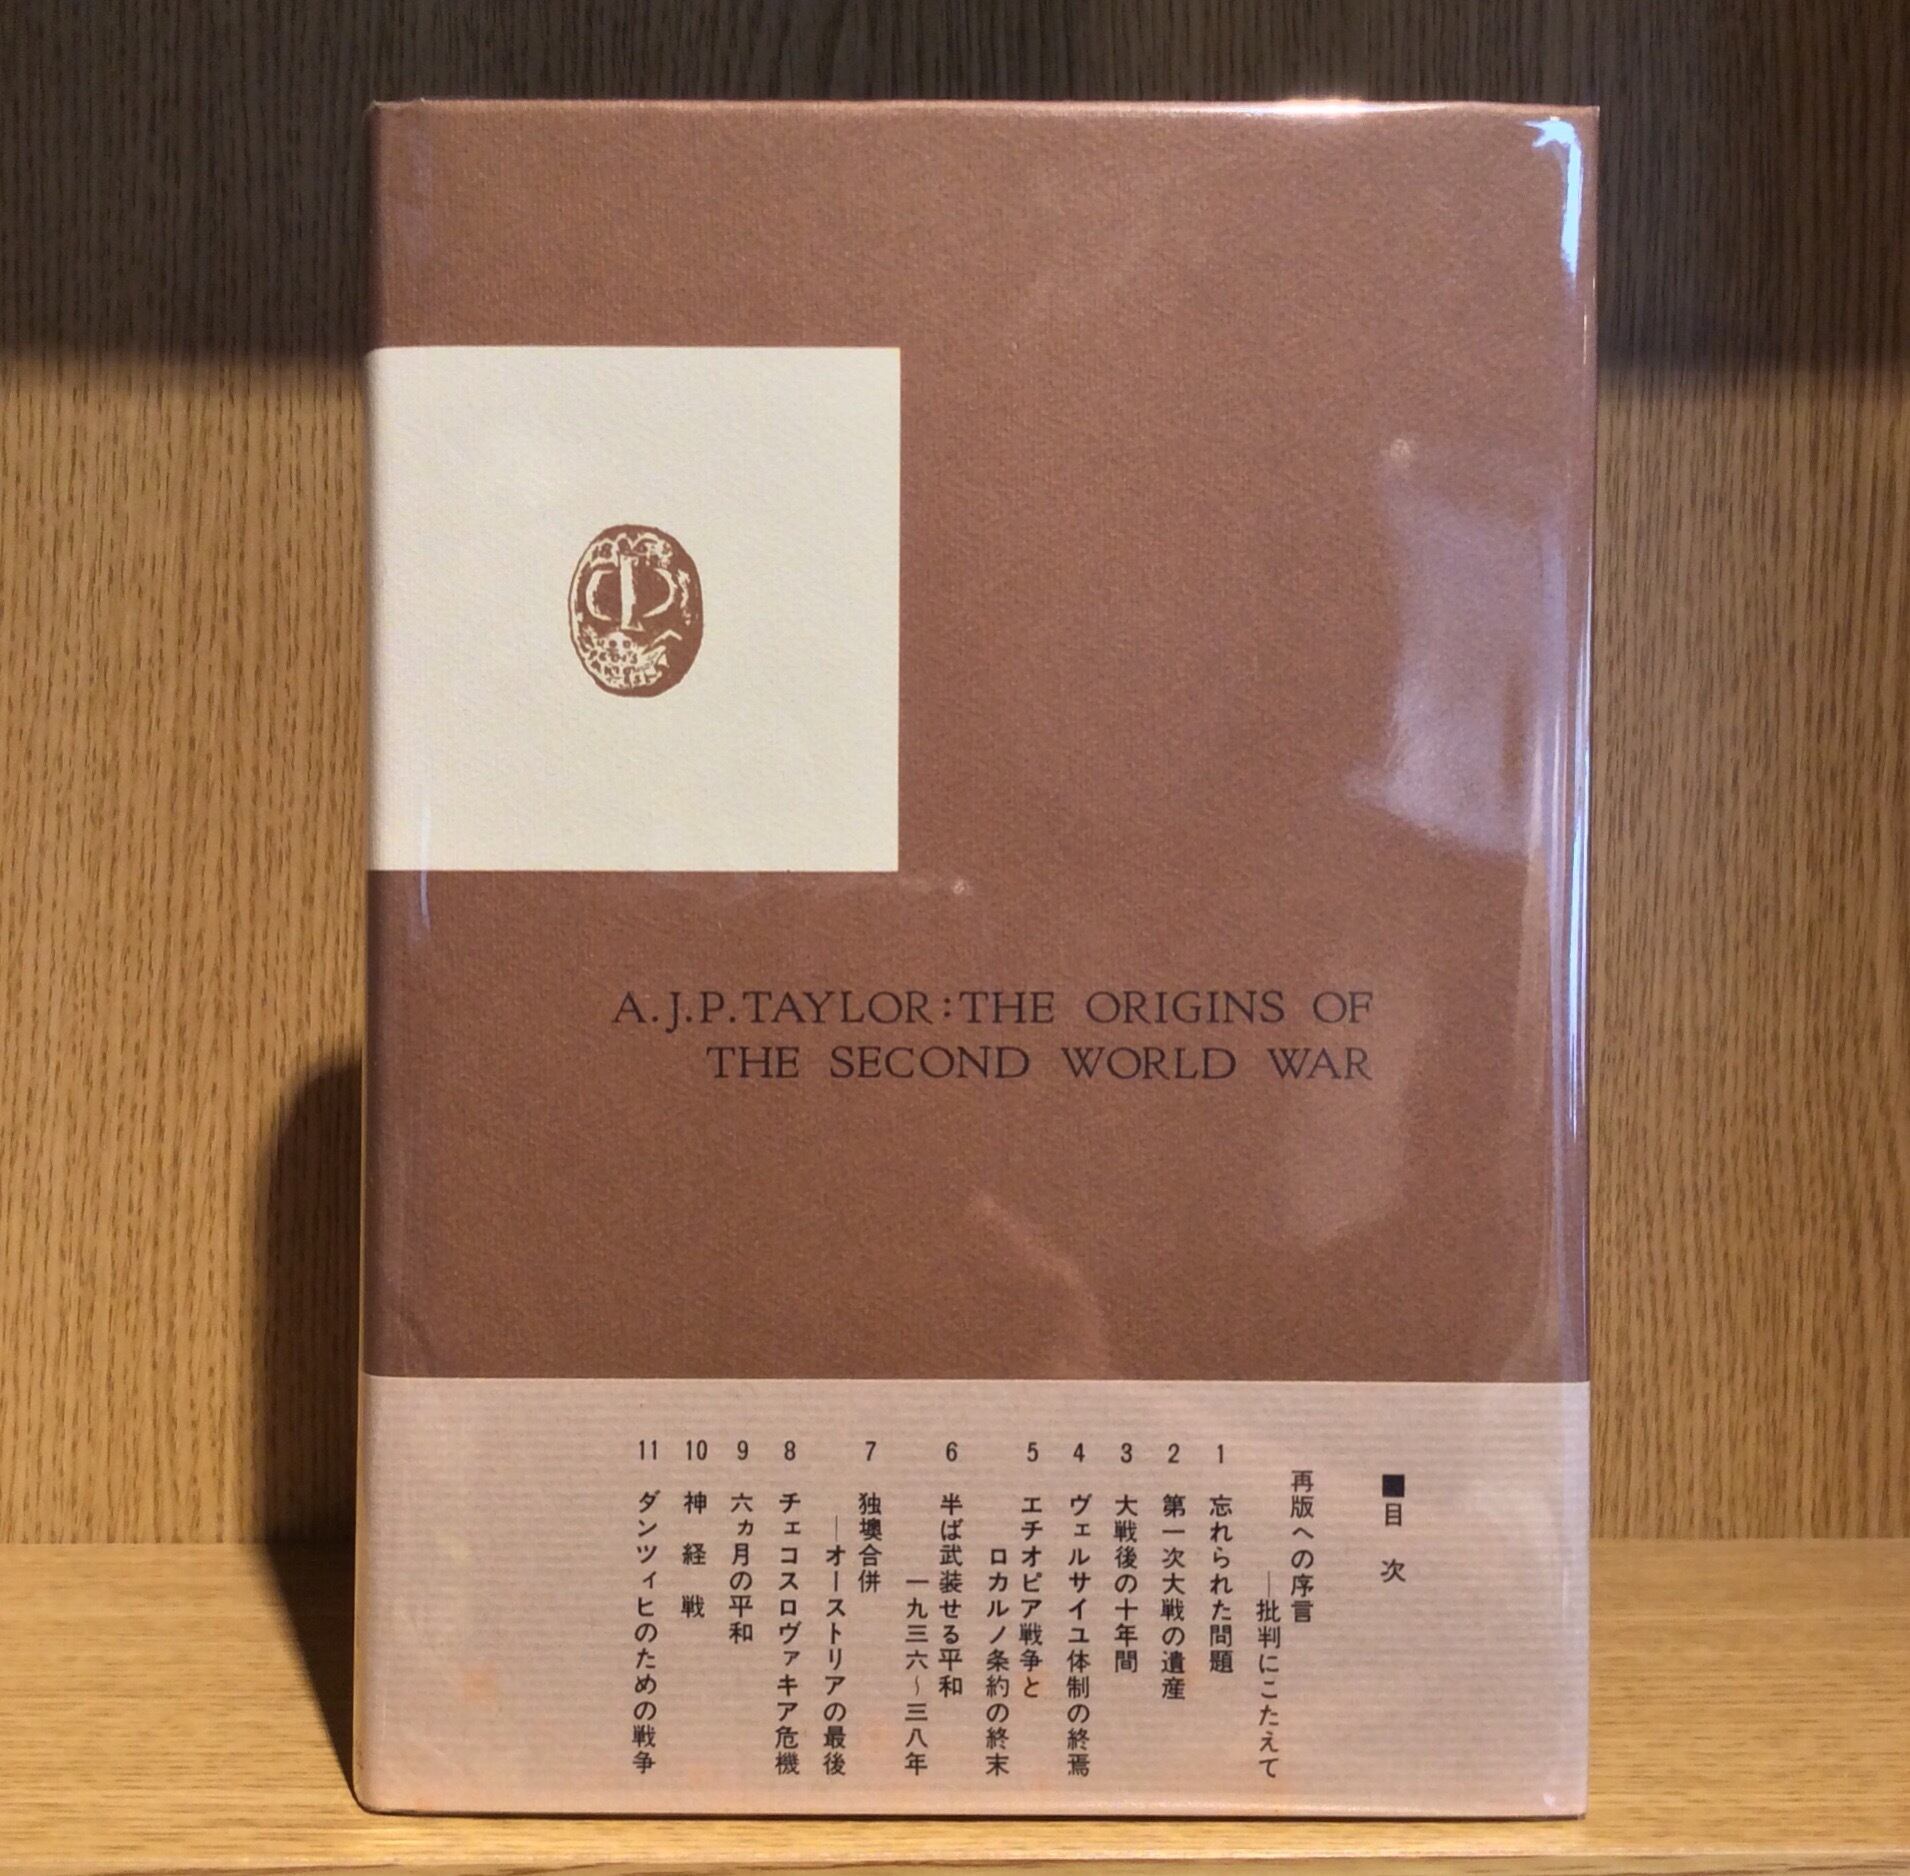 A.J.P.TAYLOR:THE ORIGINS OF
THE SECOND WORLD WAR
■目 次
再版への序言
―批判にこたえて
1 忘れられた問題
2 第一次大戦の遺産
3 大戦後の十年間
4 ヴェルサイユ体制の終焉
5 エチオピア戦争と
ロカルノ条約の終末
6 半ば武装せる平和
一九三六〜三八年
7 独墺合併
―オーストリアの最後
8 チェコスロヴァキア危機
9 六ヵ月の平和
10 神経戦
11 ダンツィヒのための戦争